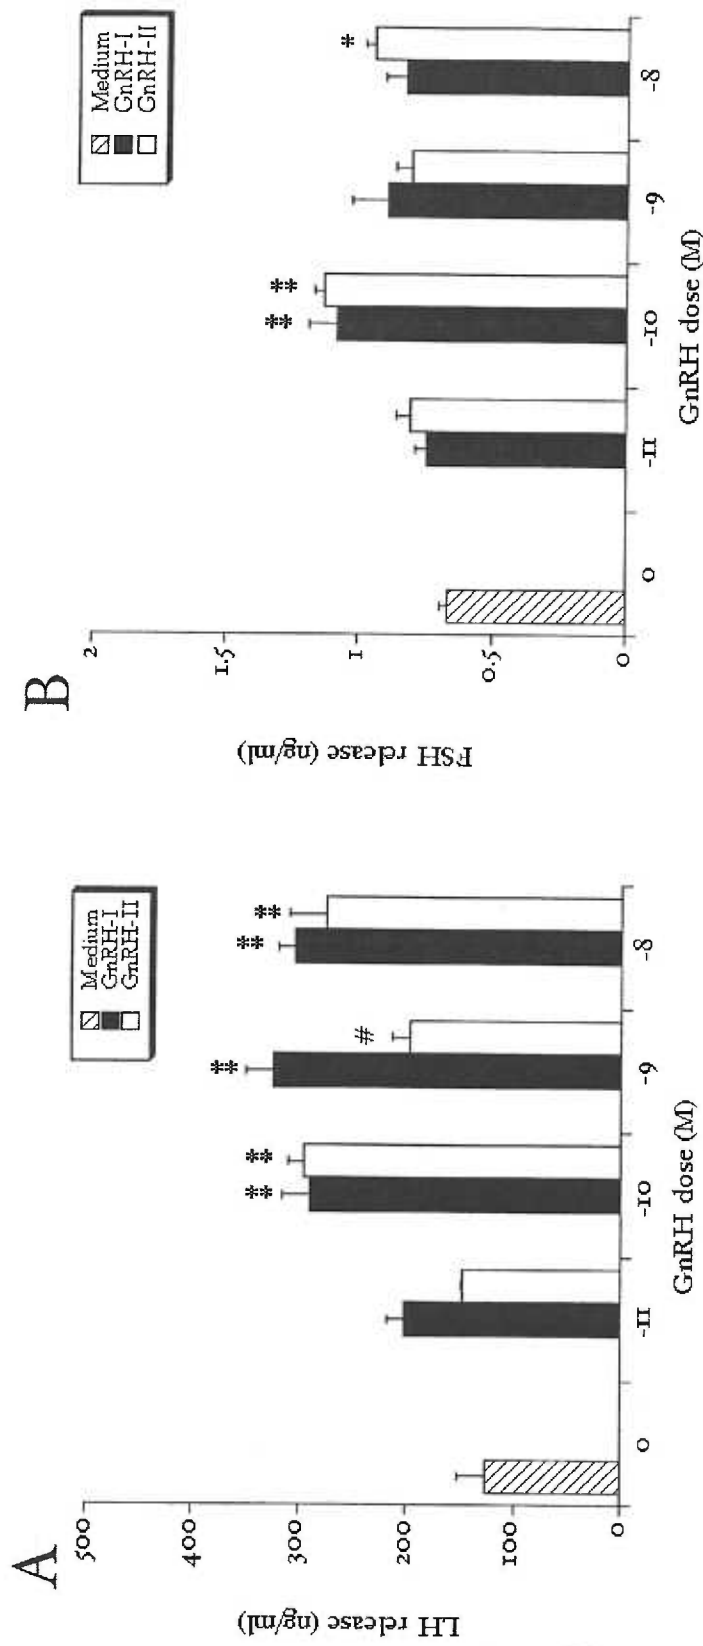 A
LH release (ng/ml)
500
400
300
200
100
0
Medium
GnRH-I
GnRH-II
**
**
**
#
**
**
0
-11
-10
-9
-8
GnRH dose (M)
B
FSH release (ng/ml)
2
1.5
1
0.5
0
Medium
GnRH-I
GnRH-II
**
**
*
0
-11
-10
-9
-8
GnRH dose (M)